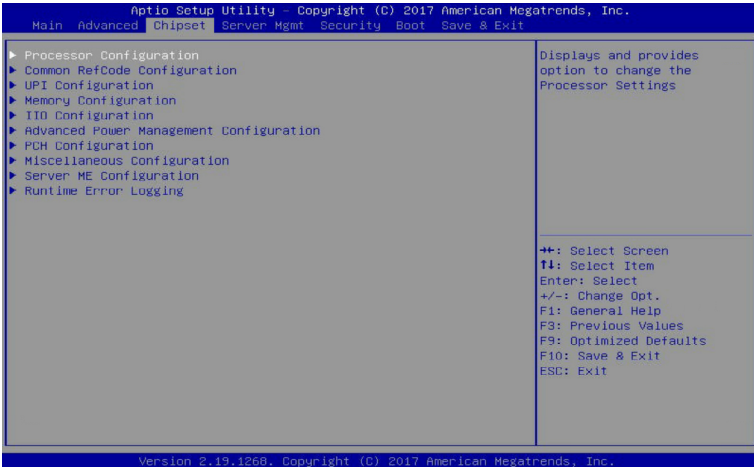 Aptio Setup Utility – Copyright (C) 2017 American Megatrends, Inc.
Main Advanced Chipset Server Mgmt Security Boot Save & Exit
▶ Processor Configuration
▶ Common RefCode Configuration
▶ UPI Configuration
▶ Memory Configuration
▶ IIO Configuration
▶ Advanced Power Management Configuration
▶ PCH Configuration
▶ Miscellaneous Configuration
▶ Server ME Configuration
▶ Runtime Error Logging
Displays and provides
option to change the
Processor Settings
→←: Select Screen
↑↓: Select Item
Enter: Select
+/-: Change Opt.
F1: General Help
F3: Previous Values
F9: Optimized Defaults
F10: Save & Exit
ESC: Exit
Version 2.19.1268. Copyright (C) 2017 American Megatrends, Inc.